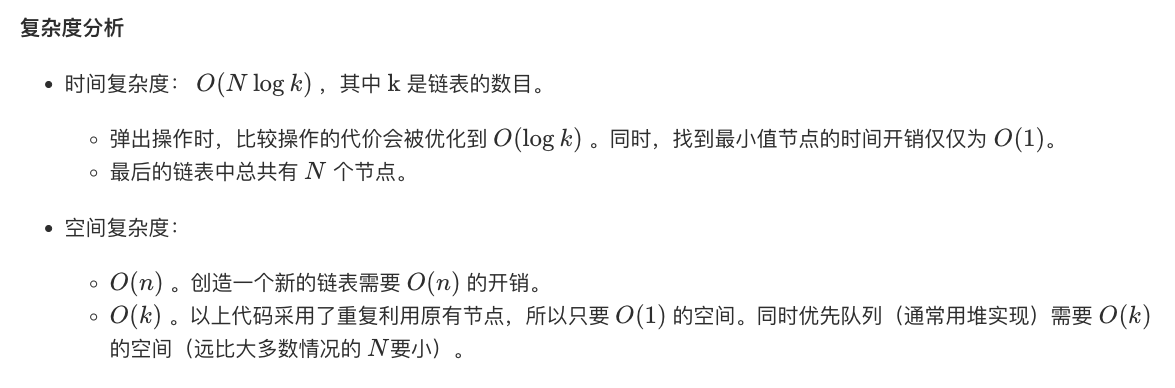 复杂度分析
• 时间复杂度： O(N log k) ，其中 k 是链表的数目。
◦ 弹出操作时，比较操作的代价会被优化到 O(log k) 。同时，找到最小值节点的时间开销仅仅为 O(1)。
◦ 最后的链表中总共有 N 个节点。
• 空间复杂度：
◦ O(n) 。创造一个新的链表需要 O(n) 的开销。
◦ O(k) 。以上代码采用了重复利用原有节点，所以只要 O(1) 的空间。同时优先队列（通常用堆实现）需要 O(k)
的空间（远比大多数情况的 N要小）。